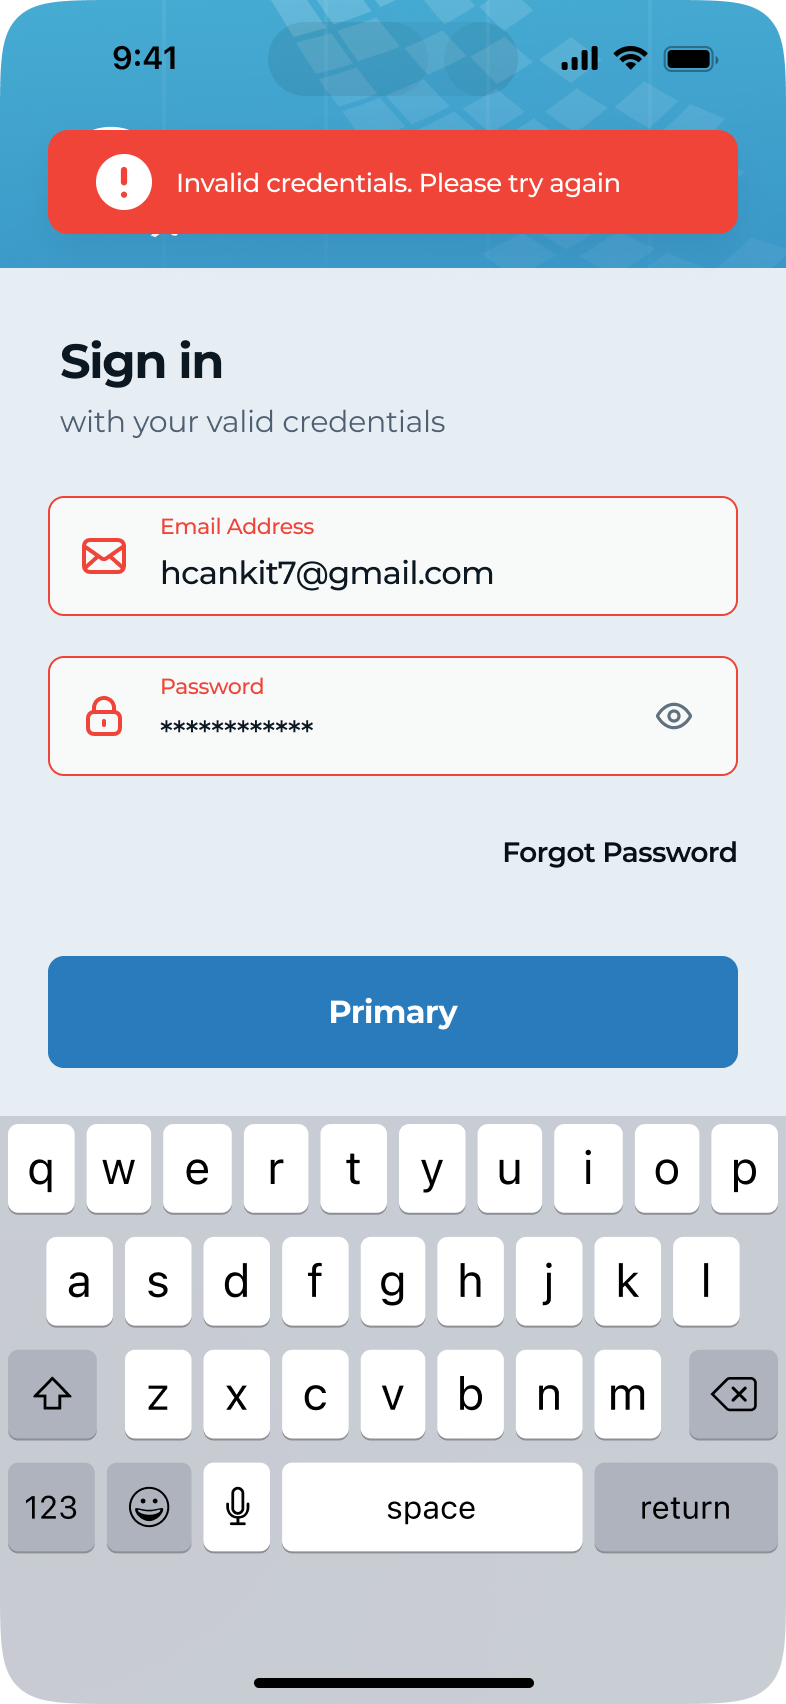 9:41
Invalid credentials. Please try again
Sign in
with your valid credentials
Email Address
hcankit7@gmail.com
Password
************
Forgot Password
Primary
q w e r t y u i o p
a s d f g h j k l
z x c v b n m
123 space return